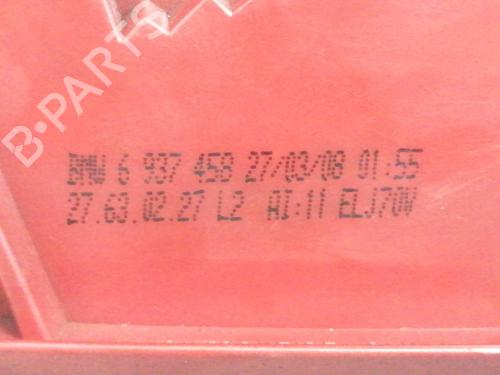 B-PARTS
BMW 6 937 458 27/03/08 01:55
27.63.02.27 L2 AI:11 ELJ70W